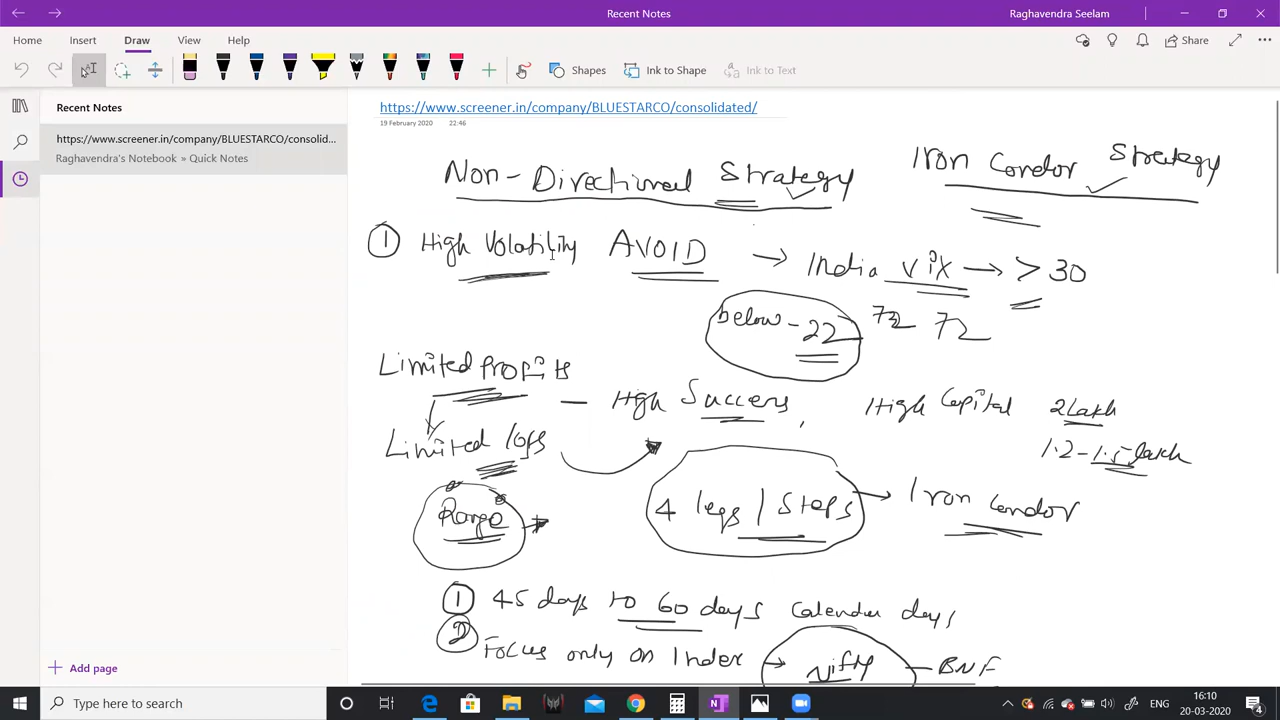 Recent Notes
Raghavendra Seelam
Home Insert Draw View Help
Share
Shapes
Ink to Shape
Ink to Text
Recent Notes
https://www.screener.in/company/BLUESTARCO/consolid...
Raghavendra's Notebook » Quick Notes
https://www.screener.in/company/BLUESTARCO/consolidated/
19 February 2020 22:46
Non-Directional Strategy
Iron Condor Strategy
1 High Volatility AVOID → India vix → > 30
below - 22 72 72
Limited Profits - High Success, High Capital 2 Lakh
Limited loss 1.2 - 1.5 lakh
Range
4 legs / Steps → Iron Condor
1 45 days to 60 days Calendar days
2 Focus only on Index → Nifty - BNF
Add page
Type here to search
ENG
16:10
20-03-2020